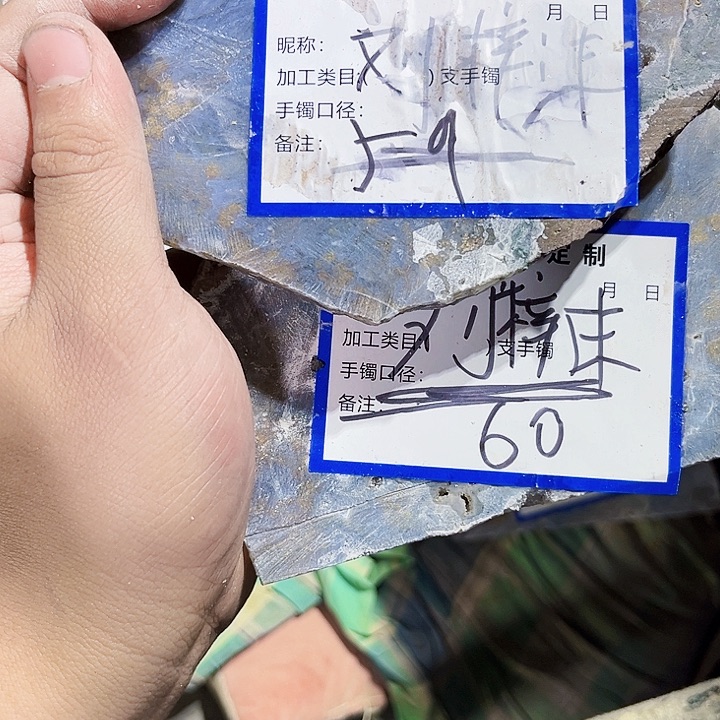 月 日
昵称：
加工类目:( )支手镯
手镯口径：
备注：
59
定制
月 日
加工类目:( )支手镯
手镯口径：
备注：
60